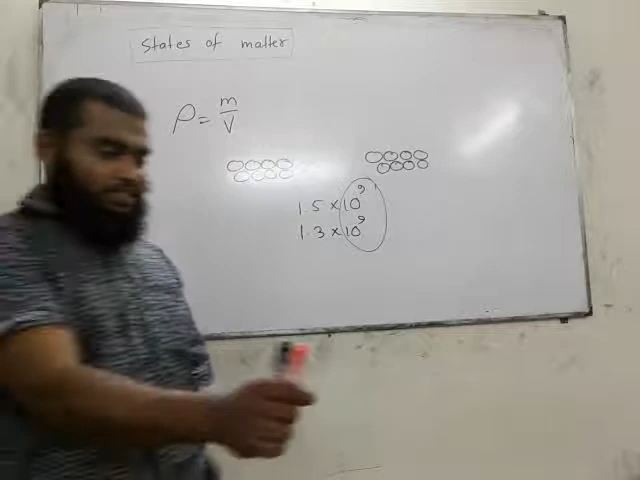 States of matter
ρ = m/V
1.5 × 10⁹
1.3 × 10⁹